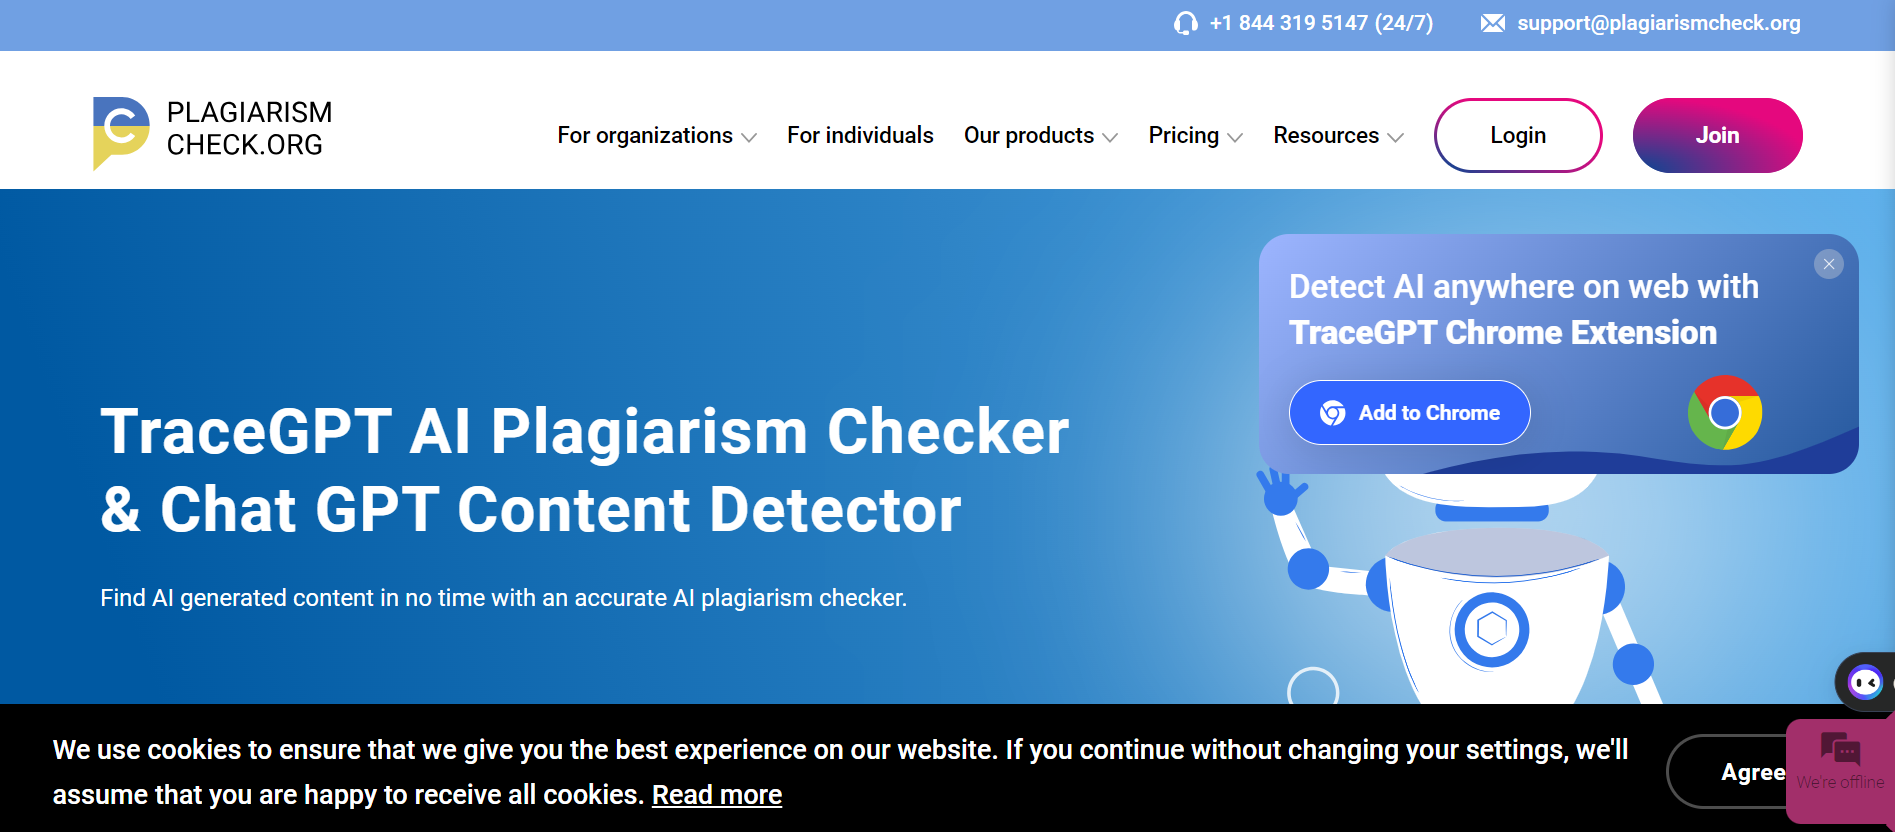 +1 844 319 5147 (24/7) support@plagiarismcheck.org
PLAGIARISM
CHECK.ORG
For organizations For individuals Our products Pricing Resources Login Join
Detect AI anywhere on web with
TraceGPT Chrome Extension
Add to Chrome
TraceGPT AI Plagiarism Checker
& Chat GPT Content Detector
Find AI generated content in no time with an accurate AI plagiarism checker.
We use cookies to ensure that we give you the best experience on our website. If you continue without changing your settings, we'll
assume that you are happy to receive all cookies. Read more
Agree
We're offline